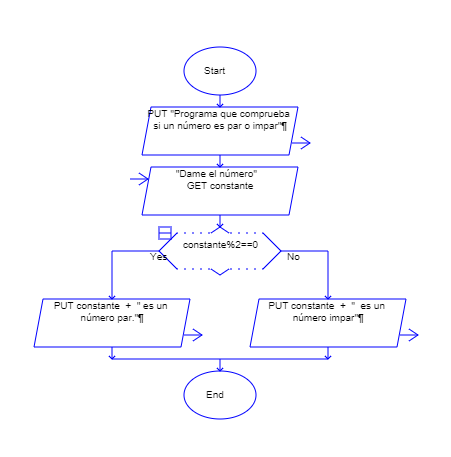 Start
PUT "Programa que comprueba
si un número es par o impar"¶
"Dame el número"
GET constante
constante%2==0
Yes
No
PUT constante + " es un
número par."¶
PUT constante + " es un
número impar"¶
End